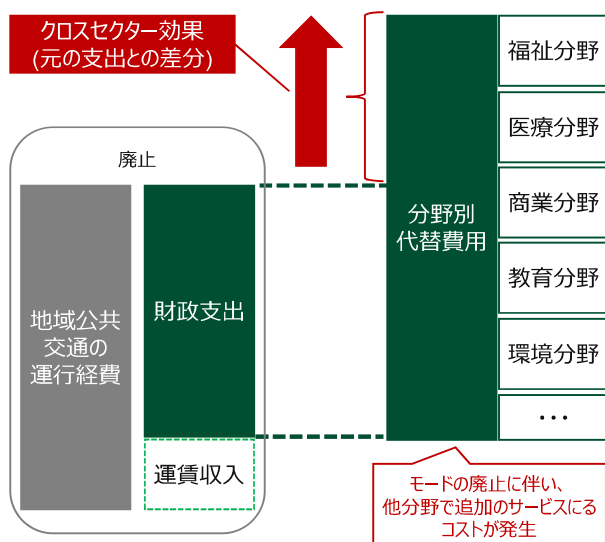 クロスセクター効果
(元の支出との差分)
廃止
地域公共
交通の
運行経費
財政支出
運賃収入
分野別
代替費用
福祉分野
医療分野
商業分野
教育分野
環境分野
…
モードの廃止に伴い、
他分野で追加のサービスにる
コストが発生